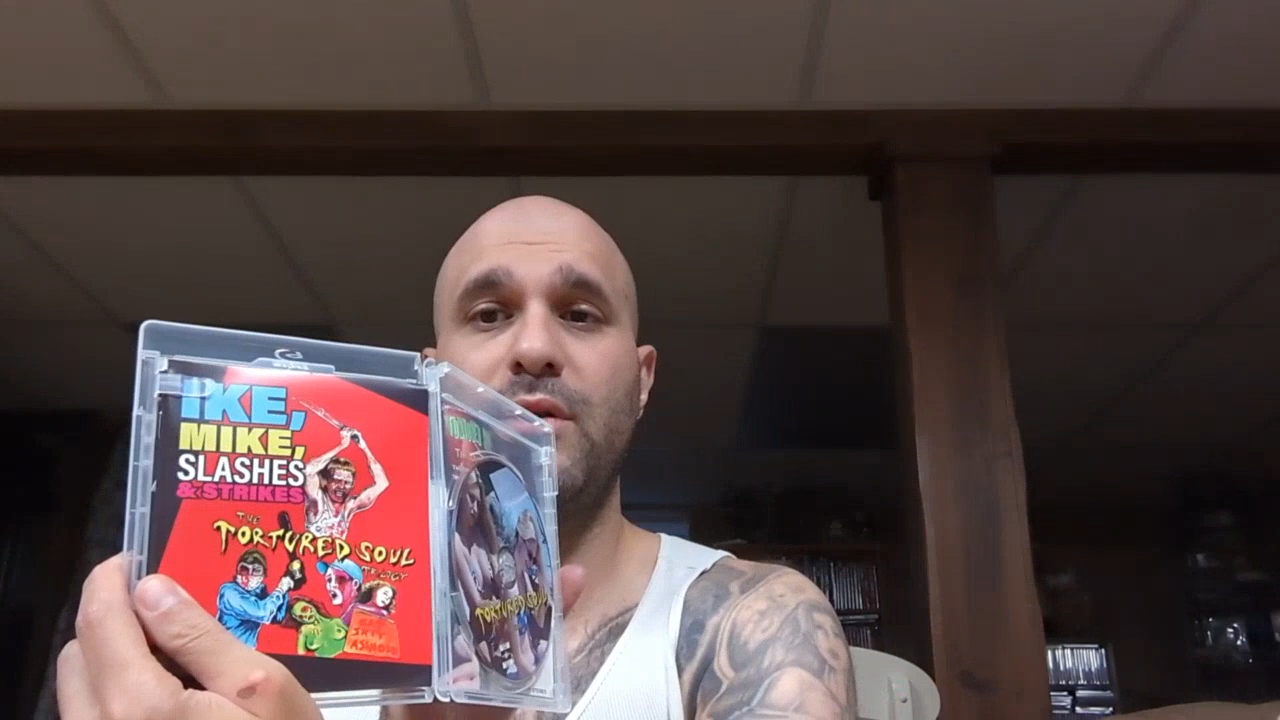 IKE,
MIKE,
SLASHES
& STRIKES
THE
TORTURED SOUL
TRILOGY
TORTURED SOUL